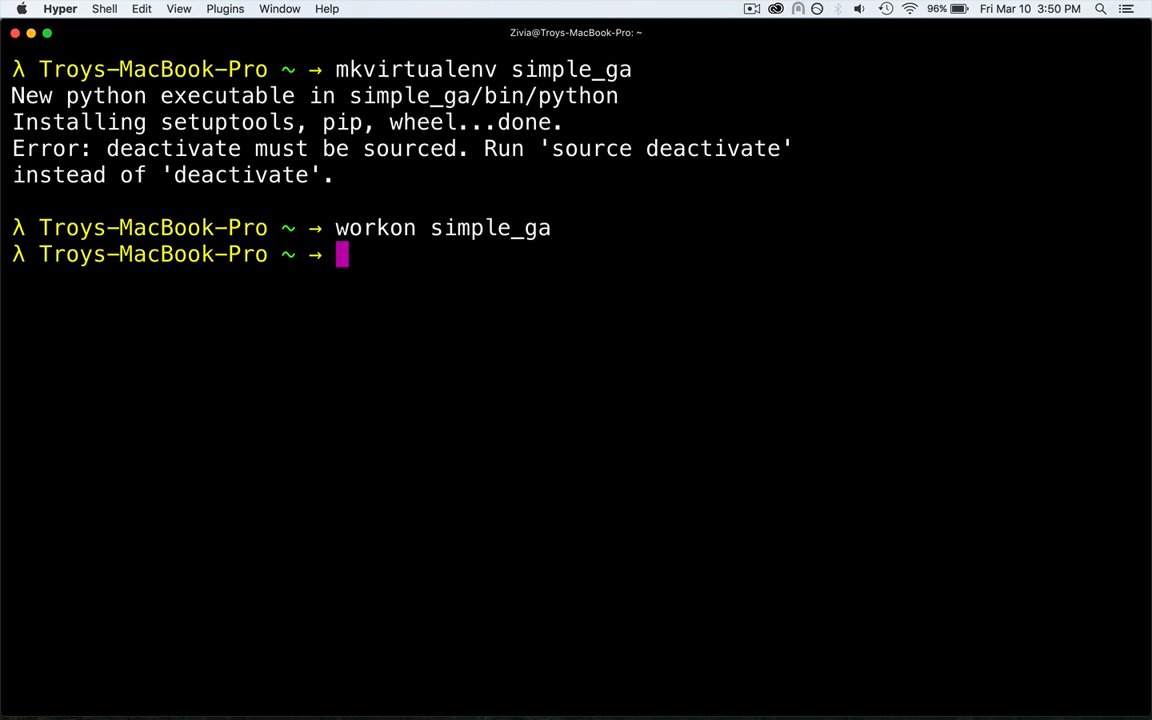 Hyper Shell Edit View Plugins Window Help 96% Fri Mar 10 3:50 PM
Zivia@Troys-MacBook-Pro: ~
λ Troys-MacBook-Pro ~ → mkvirtualenv simple_ga
New python executable in simple_ga/bin/python
Installing setuptools, pip, wheel...done.
Error: deactivate must be sourced. Run 'source deactivate'
instead of 'deactivate'.
λ Troys-MacBook-Pro ~ → workon simple_ga
λ Troys-MacBook-Pro ~ →